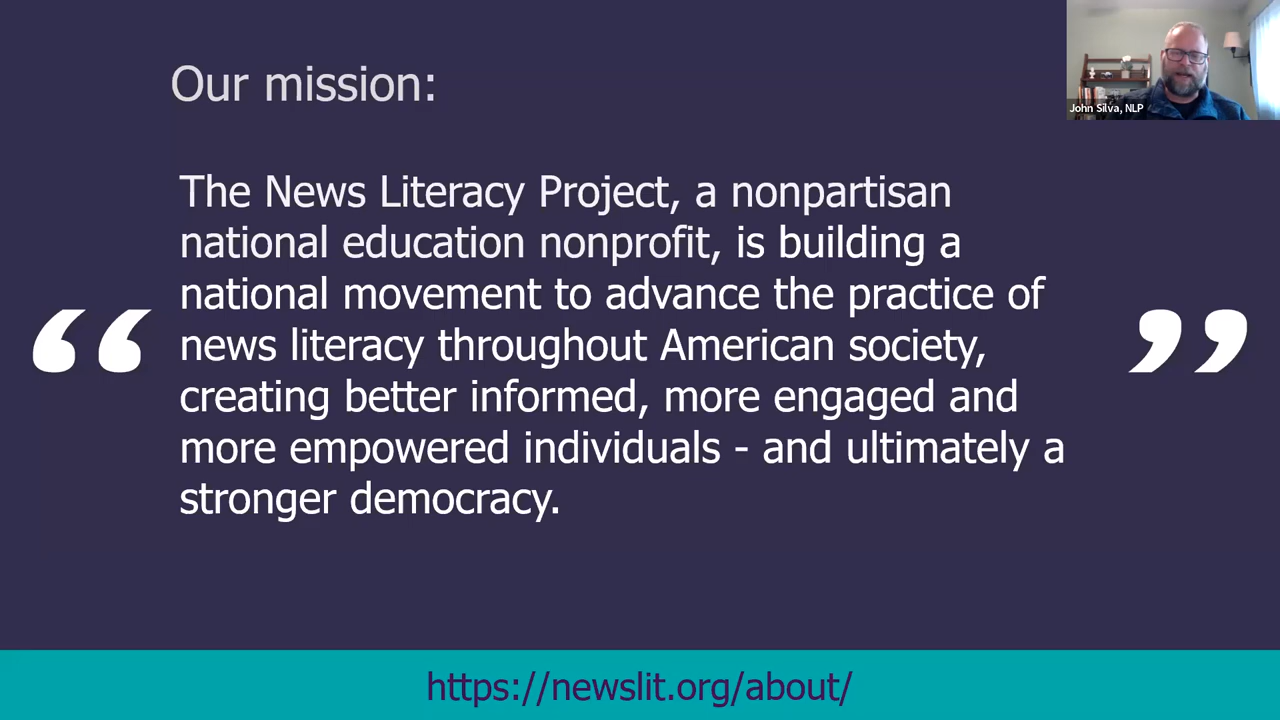 Our mission:
John Silva, NLP
“
The News Literacy Project, a nonpartisan
national education nonprofit, is building a
national movement to advance the practice of
news literacy throughout American society,
creating better informed, more engaged and
more empowered individuals - and ultimately a
stronger democracy.
”
https://newslit.org/about/